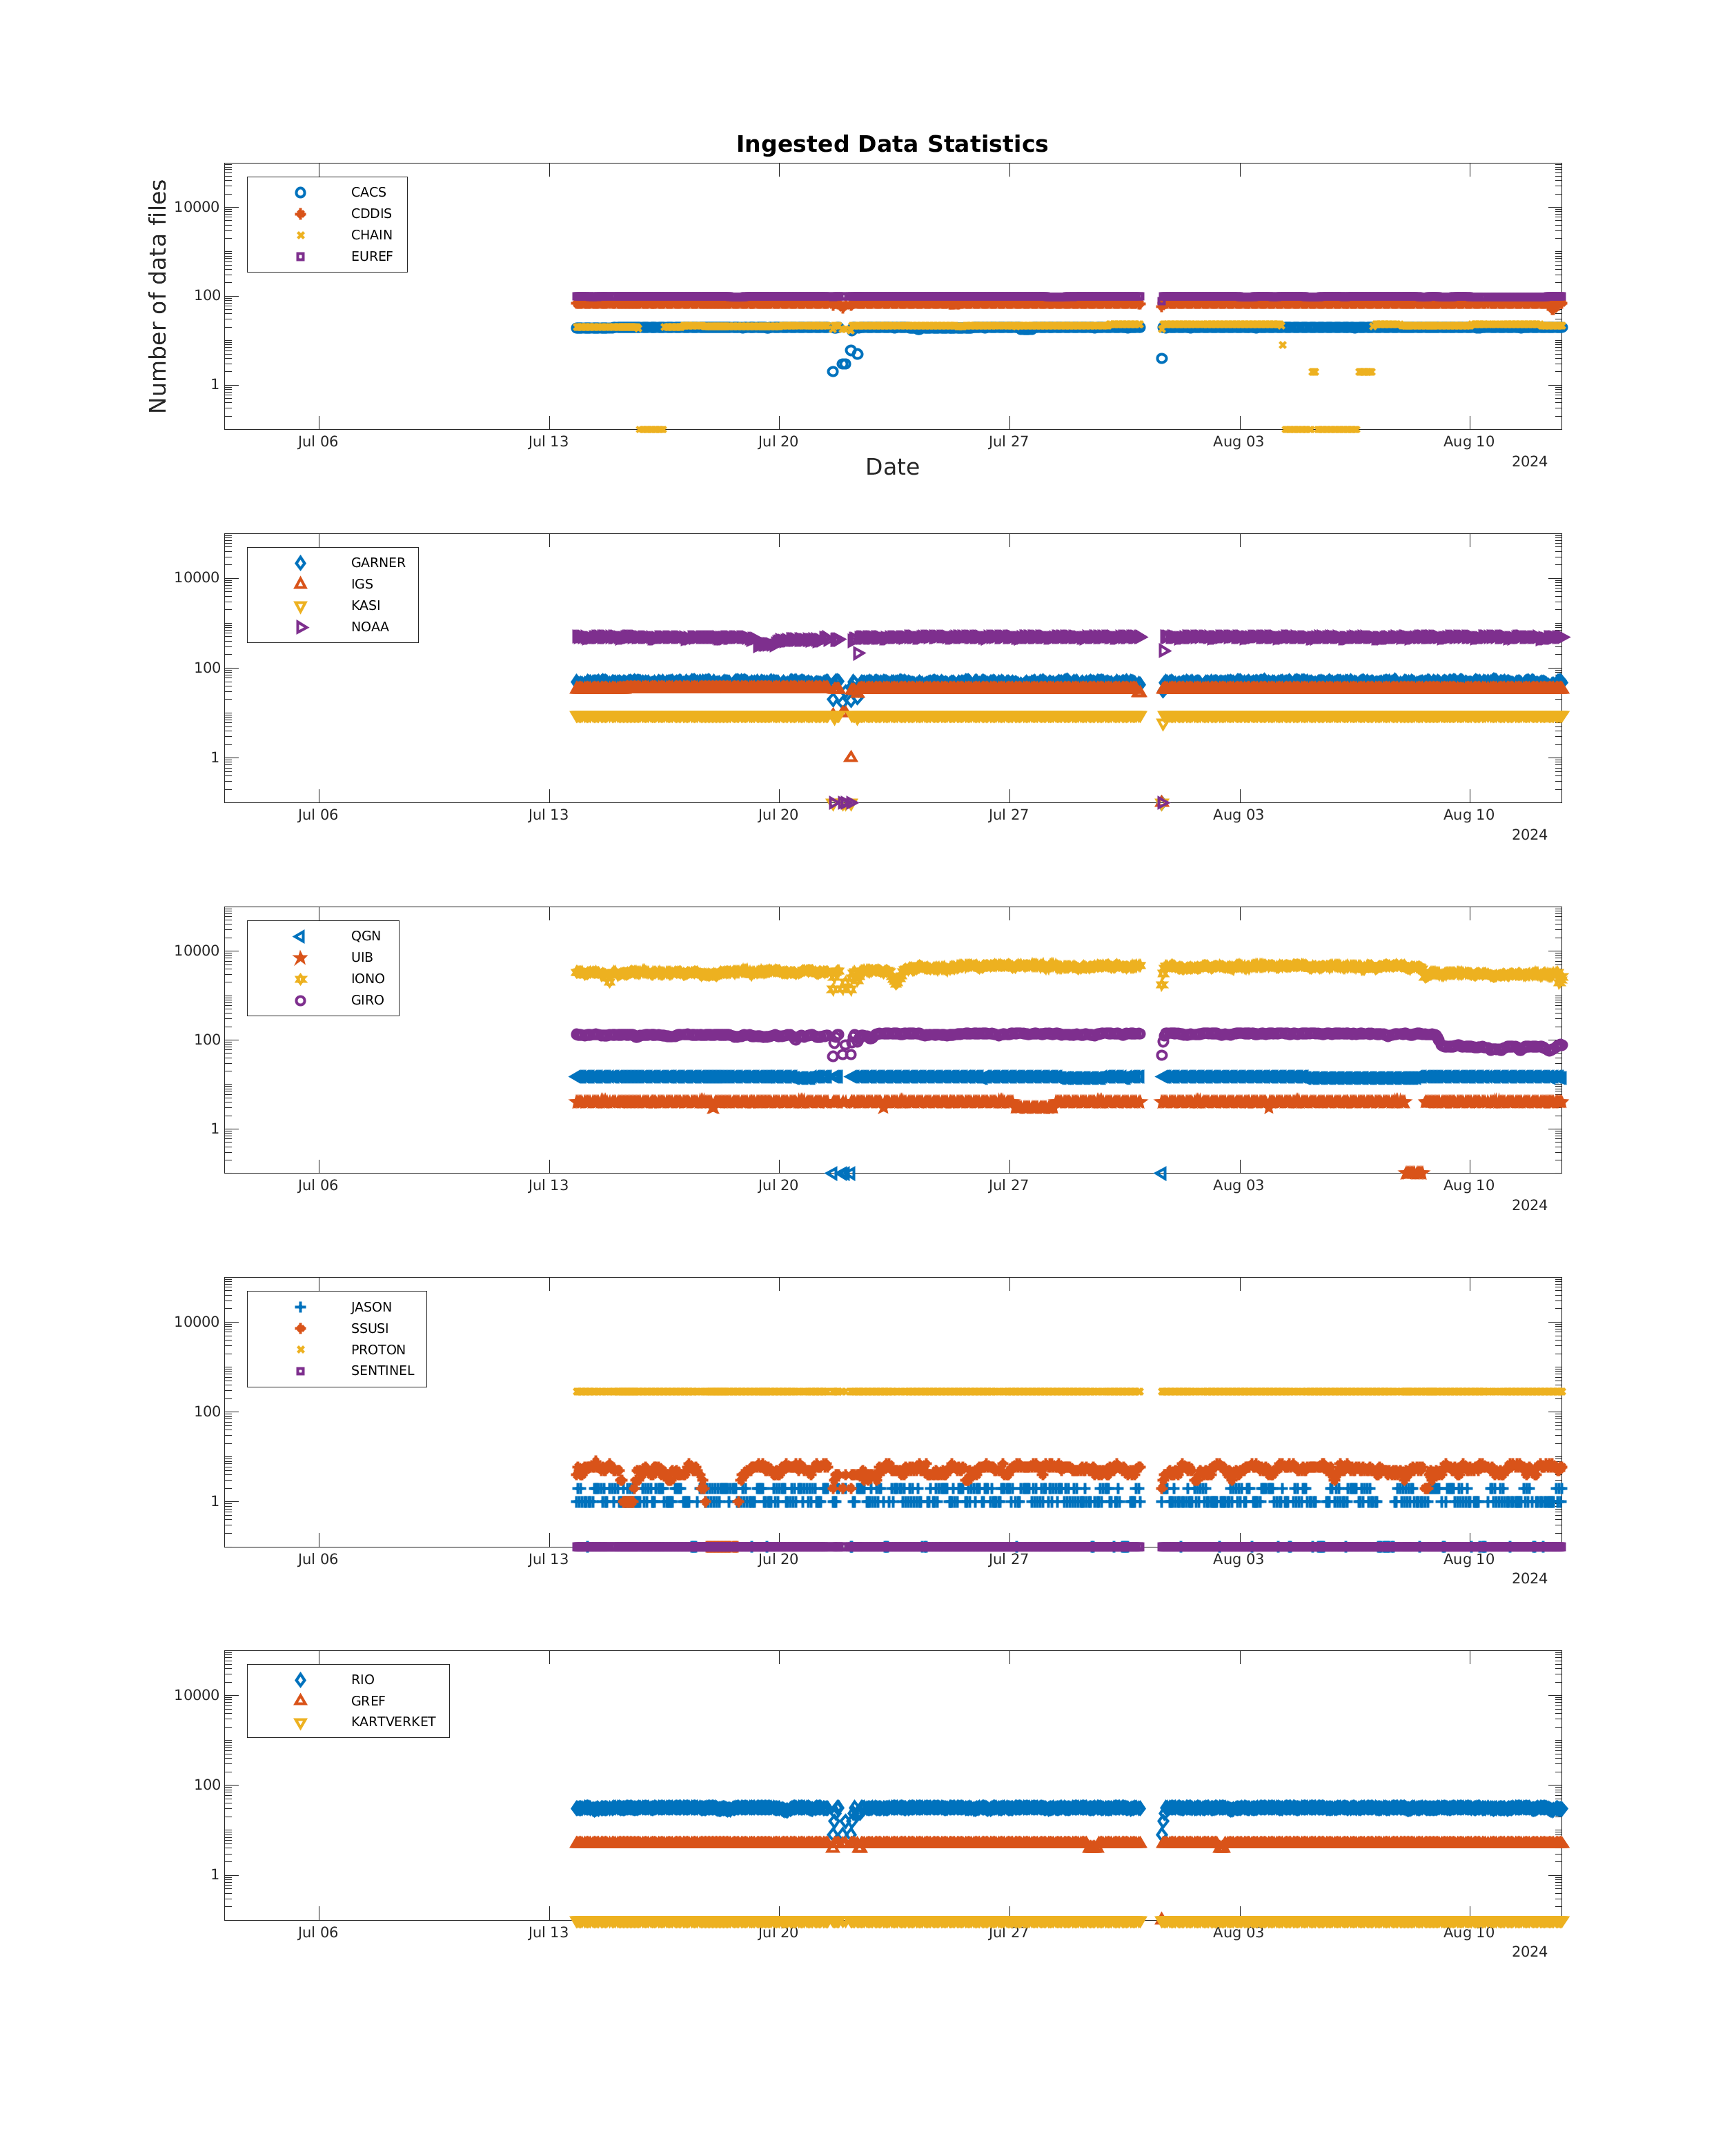 Ingested Data Statistics
Number of data files
CACS
CDDIS
CHAIN
EUREF
10000
100
1
Jul 06 Jul 13 Jul 20 Jul 27 Aug 03 Aug 10
2024
Date
GARNER
IGS
KASI
NOAA
10000
100
1
Jul 06 Jul 13 Jul 20 Jul 27 Aug 03 Aug 10
2024
QGN
UIB
IONO
GIRO
10000
100
1
Jul 06 Jul 13 Jul 20 Jul 27 Aug 03 Aug 10
2024
JASON
SSUSI
PROTON
SENTINEL
10000
100
1
Jul 06 Jul 13 Jul 20 Jul 27 Aug 03 Aug 10
2024
RIO
GREF
KARTVERKET
10000
100
1
Jul 06 Jul 13 Jul 20 Jul 27 Aug 03 Aug 10
2024